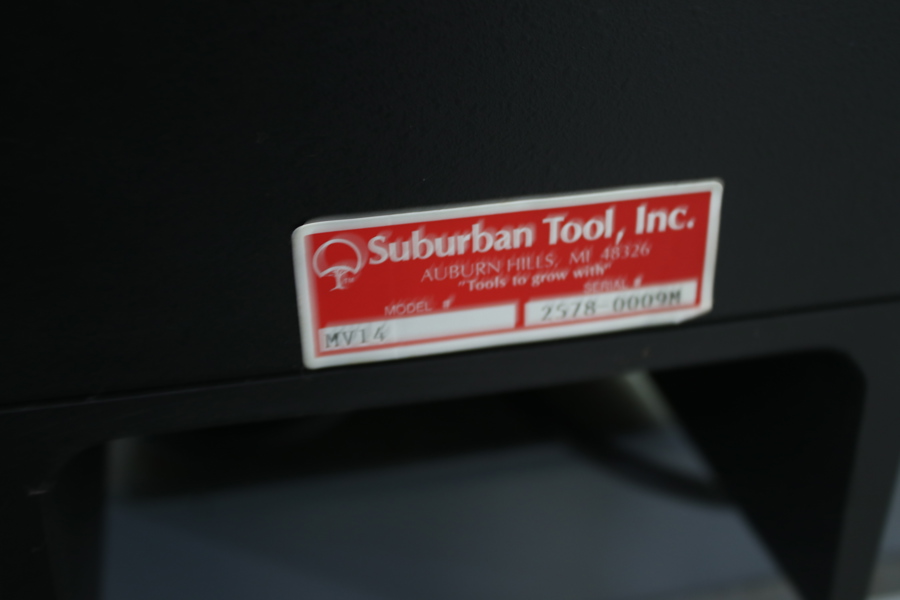 Suburban Tool, Inc.
AUBURN HILLS, MI 48326
"Tools to grow with"
MODEL # SERIAL #
MV14 2578-0009M